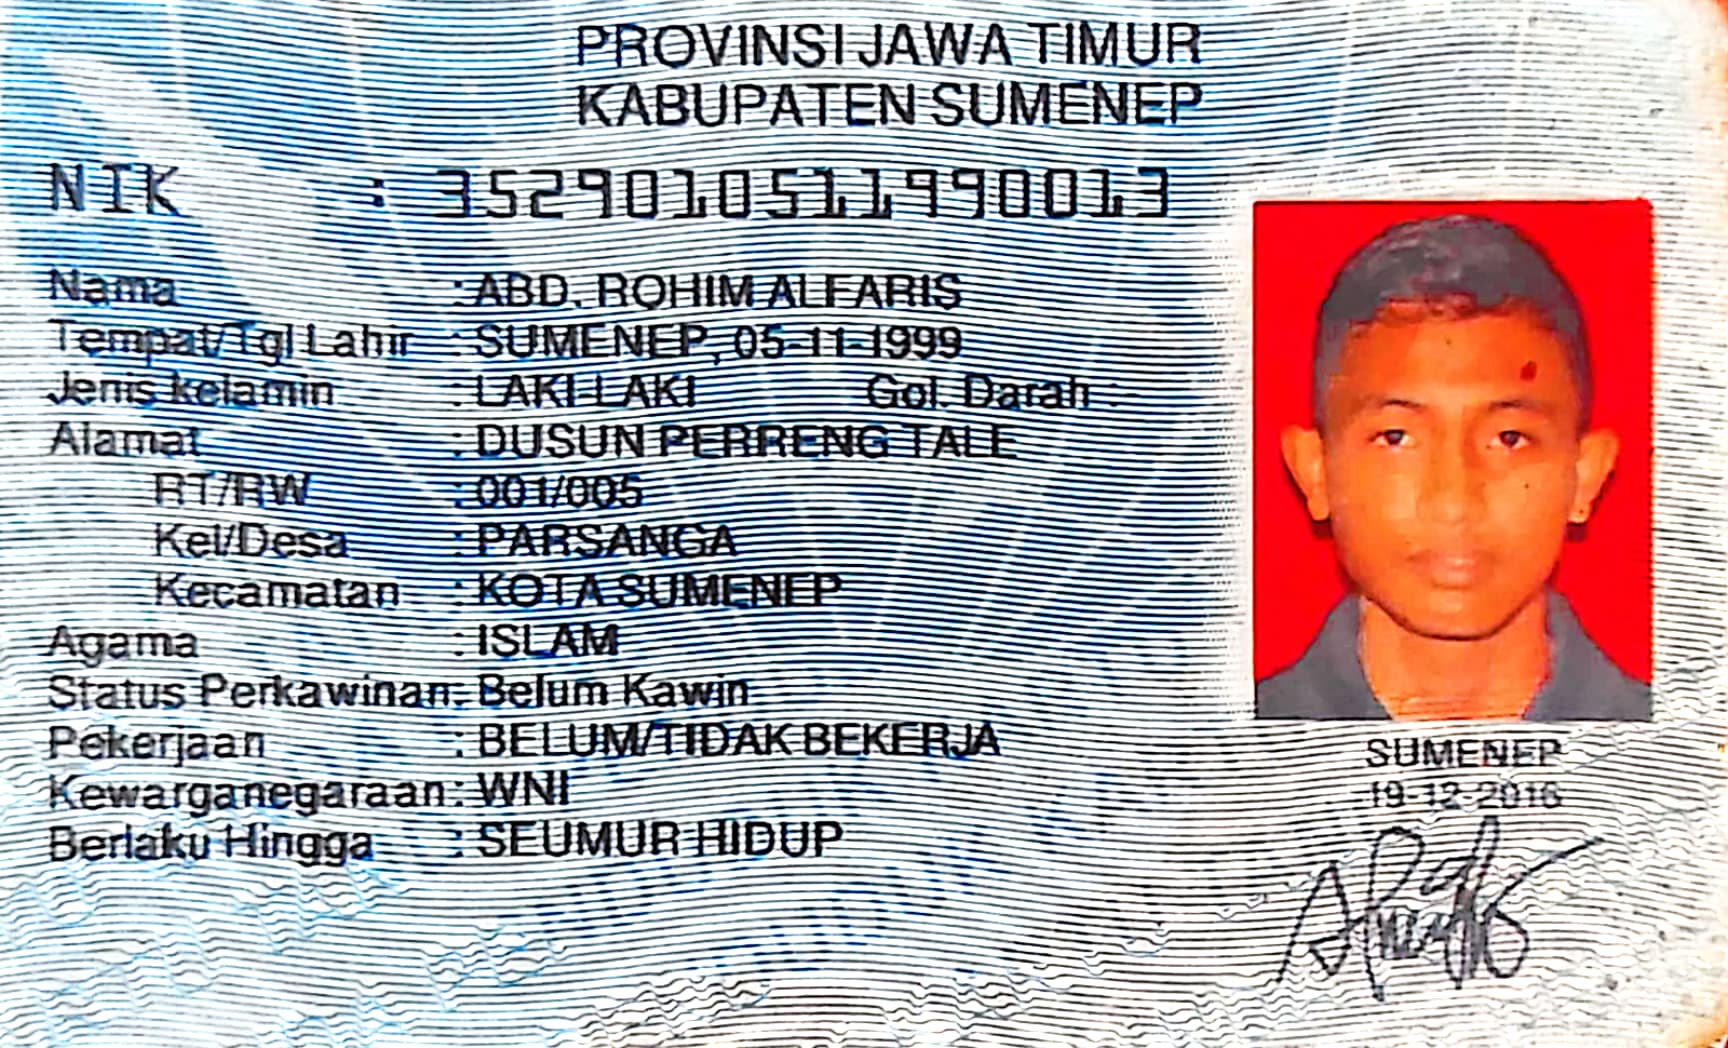 PROVINSI JAWA TIMUR
KABUPATEN SUMENEP
NIK : 3529010511990013
Nama : ABD. ROHIM ALFARIS
Tempat/Tgl Lahir : SUMENEP, 05-11-1999
Jenis kelamin : LAKI-LAKI Gol. Darah : -
Alamat : DUSUN PERRENG TALE
RT/RW : 001/005
Kel/Desa : PARSANGA
Kecamatan : KOTA SUMENEP
Agama : ISLAM
Status Perkawinan: Belum Kawin
Pekerjaan : BELUM/TIDAK BEKERJA
Kewarganegaraan: WNI
Berlaku Hingga : SEUMUR HIDUP
SUMENEP
19-12-2016